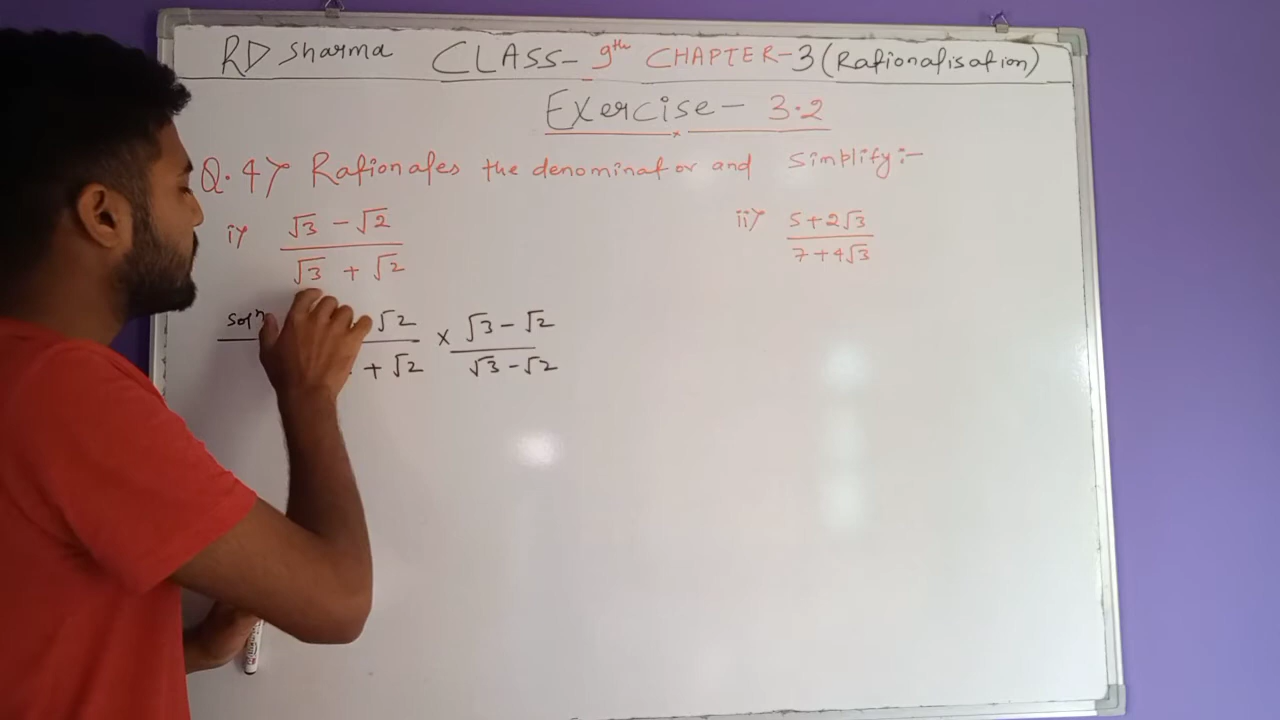 RD Sharma CLASS- 9th CHAPTER-3 (Rationalisation)
Exercise- 3.2
Q.4> Rationales the denominator and Simplify:-
i> √3 - √2 / √3 + √2
ii> 5+2√3 / 7+4√3
Solⁿ √2 / + √2 × √3 - √2 / √3 - √2